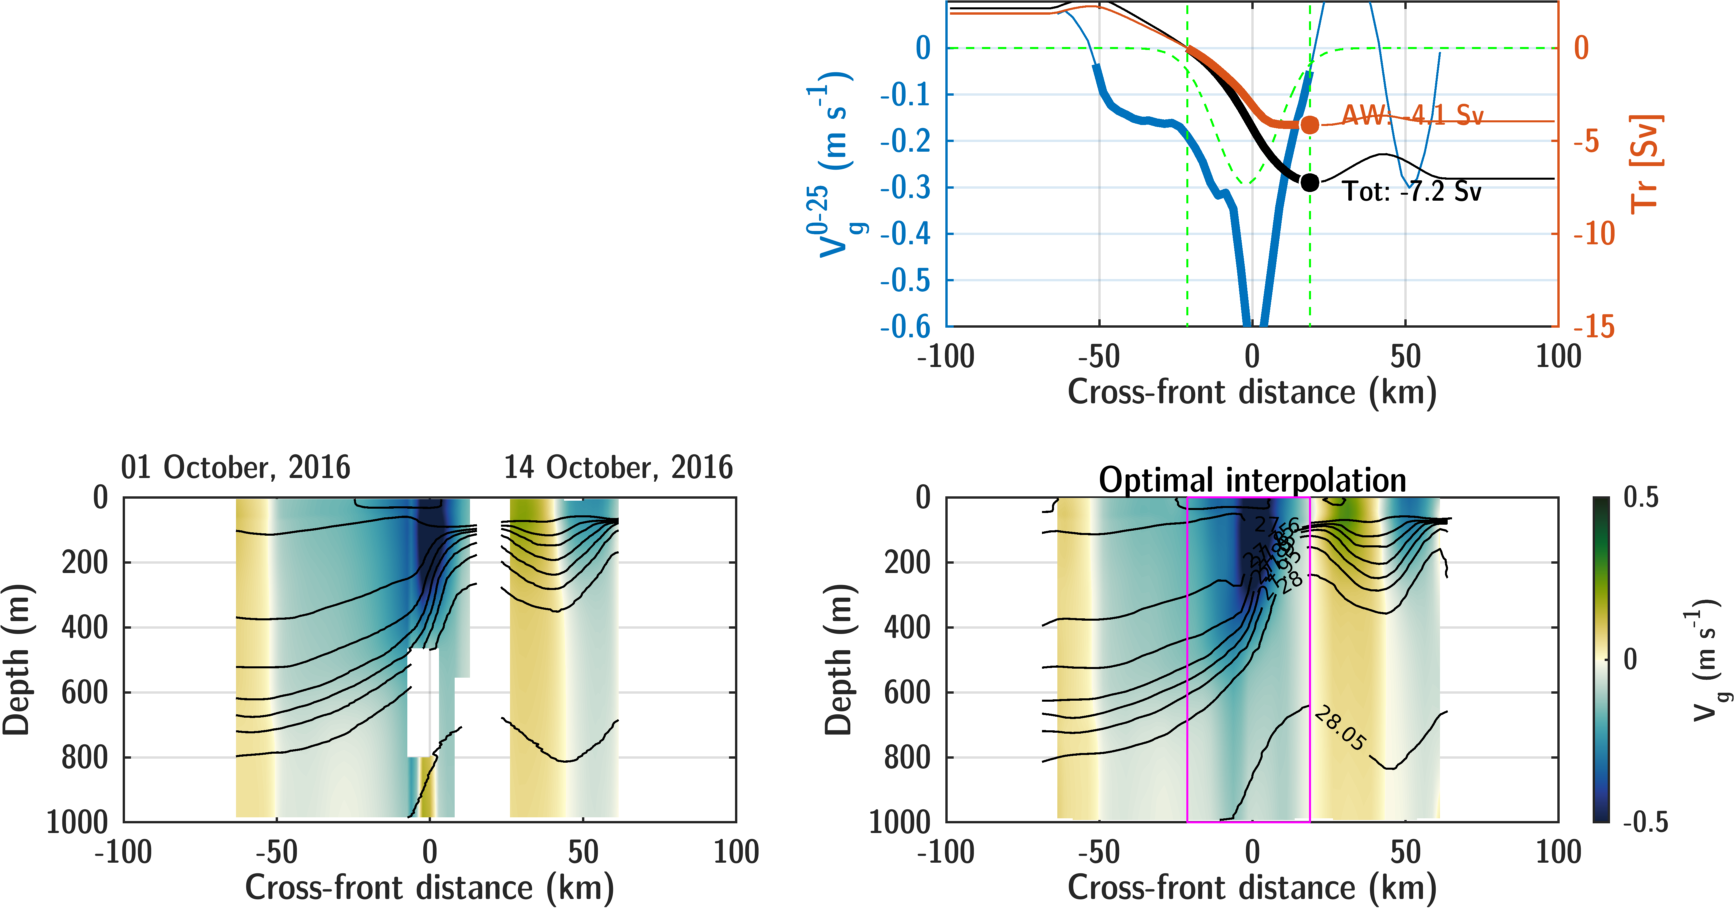 0
-0.1
-0.2
-0.3
-0.4
-0.5
-0.6
V_g^0-25 (m s^-1)
0
-5
-10
-15
Tr [Sv]
AW: -4.1 Sv
Tot: -7.2 Sv
-100 -50 0 50 100
Cross-front distance (km)
01 October, 2016 14 October, 2016
0
200
400
600
800
1000
Depth (m)
-100 -50 0 50 100
Cross-front distance (km)
Optimal interpolation
0
200
400
600
800
1000
Depth (m)
27.6
28
28.05
-100 -50 0 50 100
Cross-front distance (km)
0.5
0
-0.5
V_g (m s^-1)